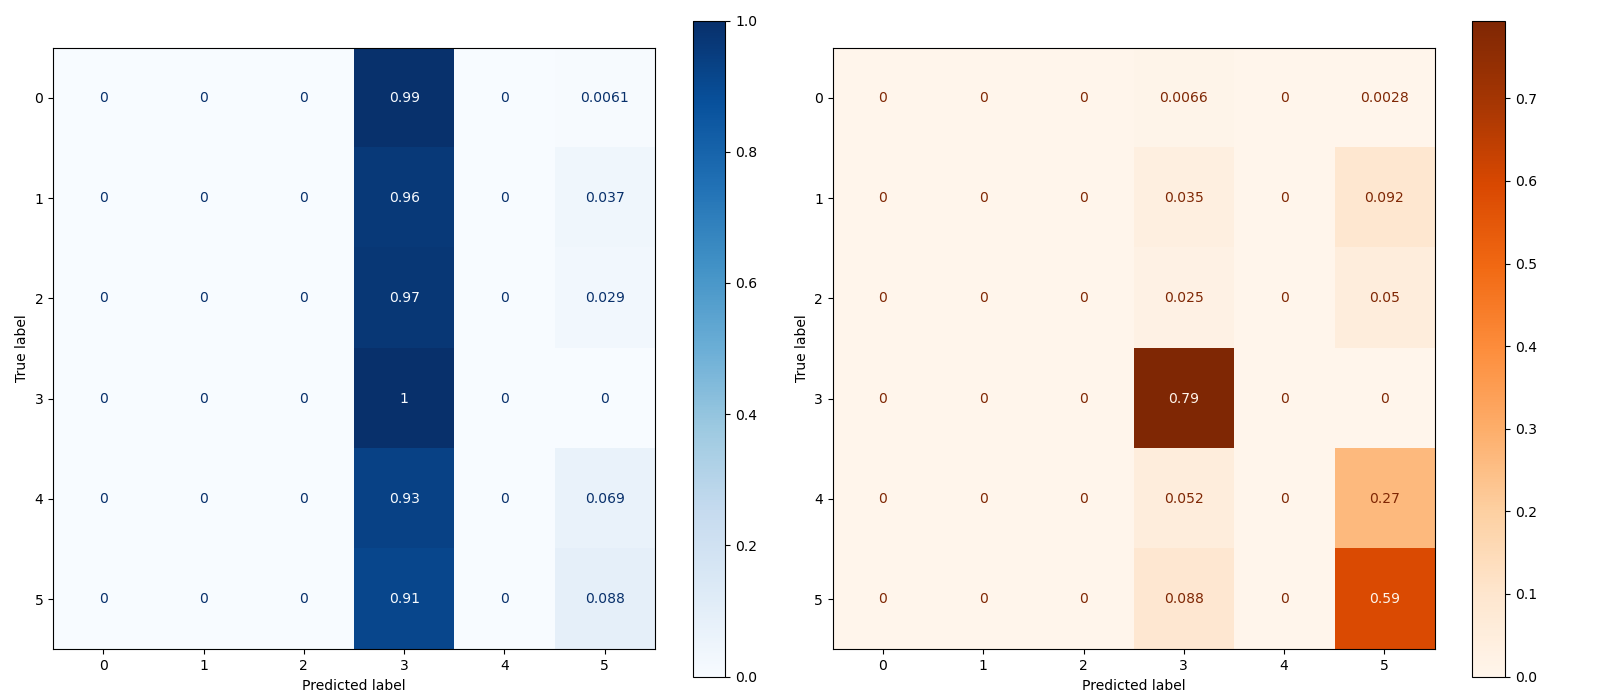 1.0
0.8
0.6
0.4
0.2
0.0
True label
0 0 0 0 0.99 0 0.0061
1 0 0 0 0.96 0 0.037
2 0 0 0 0.97 0 0.029
3 0 0 0 1 0 0
4 0 0 0 0.93 0 0.069
5 0 0 0 0.91 0 0.088
0 1 2 3 4 5
Predicted label
True label
0 0 0 0 0.0066 0 0.0028
1 0 0 0 0.035 0 0.092
2 0 0 0 0.025 0 0.05
3 0 0 0 0.79 0 0
4 0 0 0 0.052 0 0.27
5 0 0 0 0.088 0 0.59
0 1 2 3 4 5
Predicted label
0.7
0.6
0.5
0.4
0.3
0.2
0.1
0.0